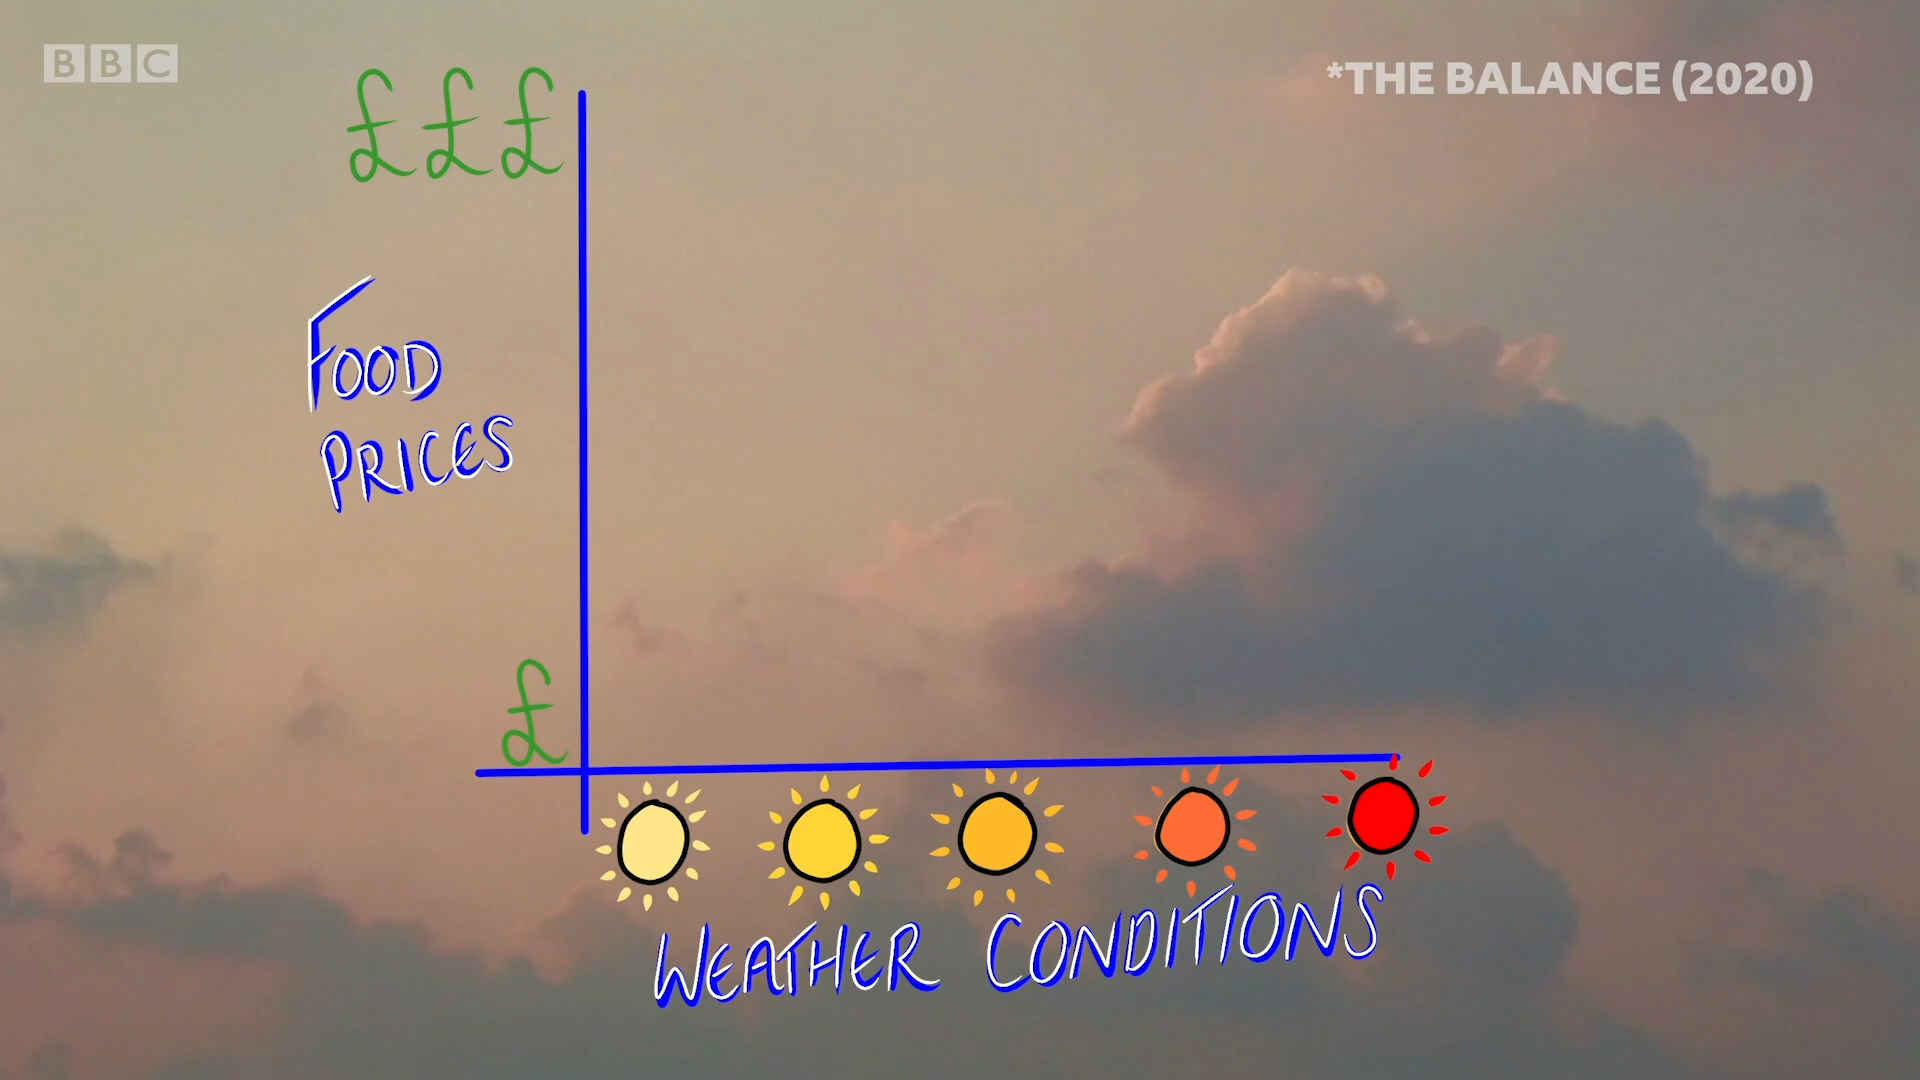 BBC
*THE BALANCE (2020)
£££
FOOD
PRICES
£
WEATHER CONDITIONS